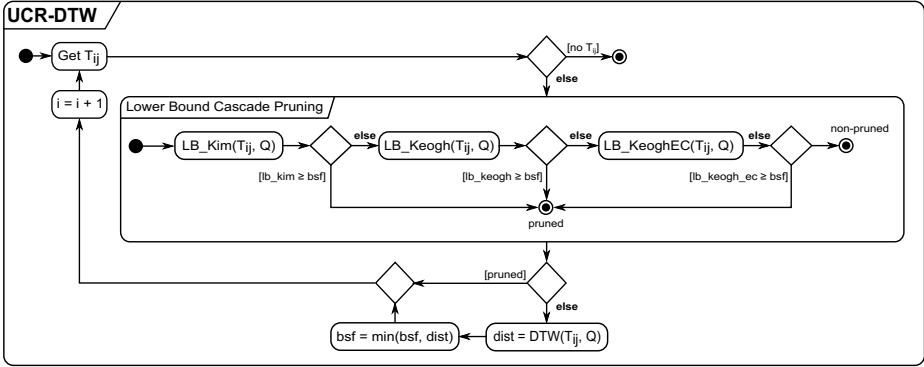 UCR-DTW
Get Tij
[no Tij]
else
i = i + 1
Lower Bound Cascade Pruning
LB_Kim(Tij, Q)
else
LB_Keogh(Tij, Q)
else
LB_KeoghEC(Tij, Q)
else
non-pruned
[lb_kim ≥ bsf]
[lb_keogh ≥ bsf]
[lb_keogh_ec ≥ bsf]
pruned
[pruned]
else
bsf = min(bsf, dist)
dist = DTW(Tij, Q)